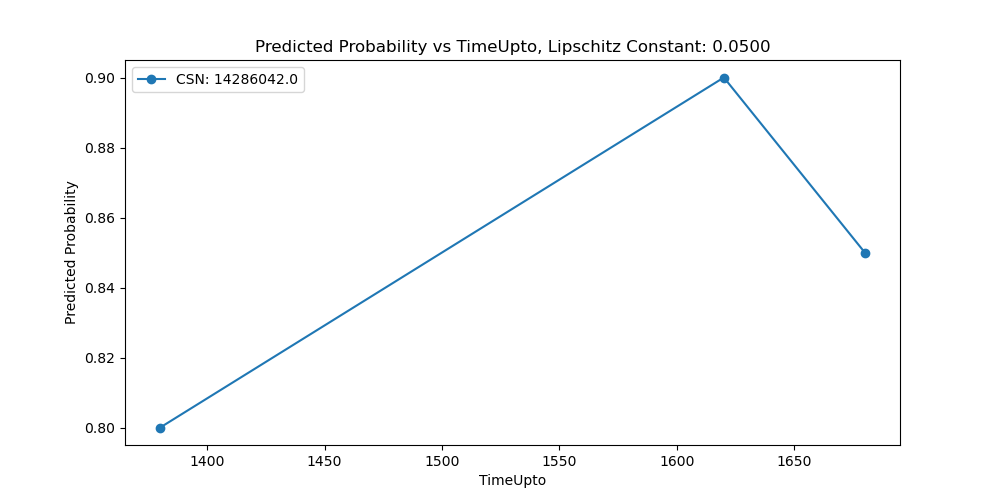 Predicted Probability vs TimeUpto, Lipschitz Constant: 0.0500
CSN: 14286042.0
Predicted Probability
0.90
0.88
0.86
0.84
0.82
0.80
1400 1450 1500 1550 1600 1650
TimeUpto